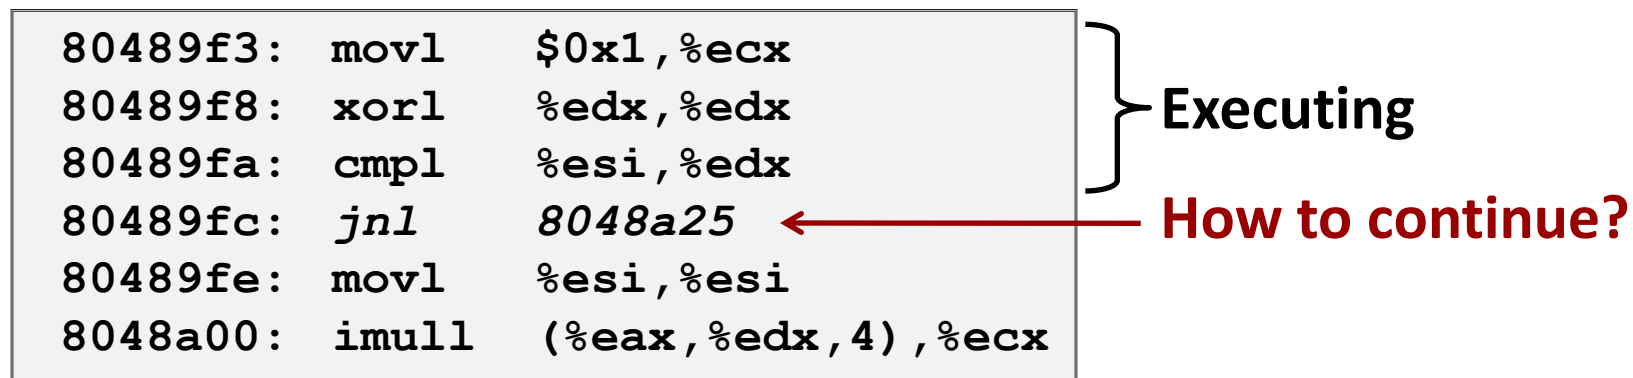 80489f3: movl $0x1,%ecx
80489f8: xorl %edx,%edx
80489fa: cmpl %esi,%edx
80489fc: jnl 8048a25
80489fe: movl %esi,%esi
8048a00: imull (%eax,%edx,4),%ecx
Executing
How to continue?